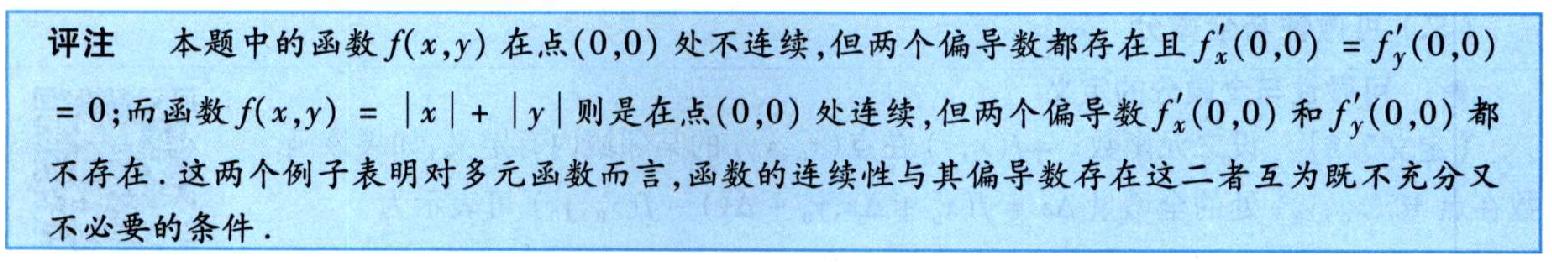 评注 本题中的函数 f(x,y) 在点(0,0) 处不连续,但两个偏导数都存在且 f′ₓ(0,0) = f′ᵧ(0,0)
= 0;而函数 f(x,y) = |x| + |y| 则是在点(0,0) 处连续,但两个偏导数 f′ₓ(0,0) 和 f′ᵧ(0,0) 都
不存在.这两个例子表明对多元函数而言,函数的连续性与其偏导数存在这二者互为既不充分又
不必要的条件.